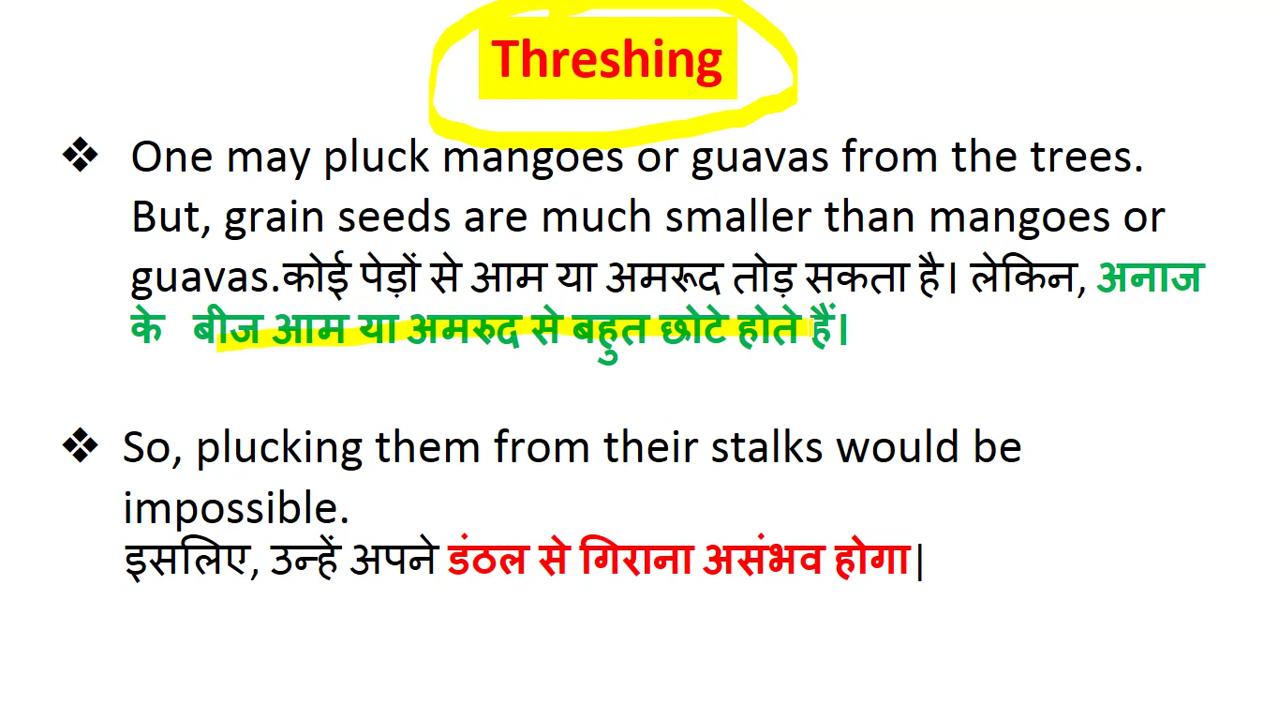 Threshing
❖ One may pluck mangoes or guavas from the trees.
But, grain seeds are much smaller than mangoes or
guavas.कोई पेड़ों से आम या अमरूद तोड़ सकता है। लेकिन, अनाज
के बीज आम या अमरुद से बहुत छोटे होते हैं।
❖ So, plucking them from their stalks would be
impossible.
इसलिए, उन्हें अपने डंठल से गिराना असंभव होगा|